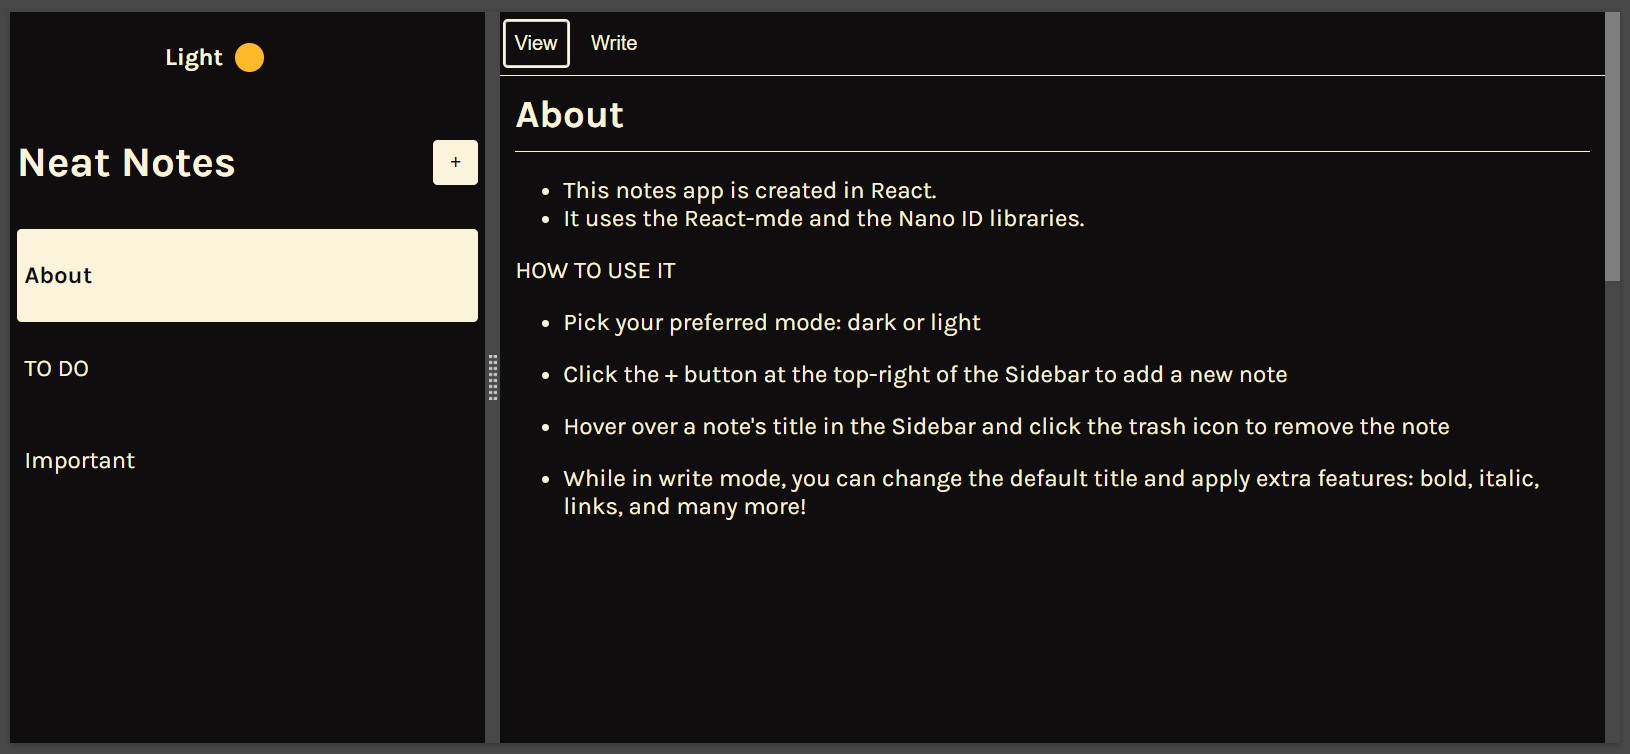 Light
Neat Notes
+
About
TO DO
Important
View Write
About
This notes app is created in React.
It uses the React-mde and the Nano ID libraries.
HOW TO USE IT
Pick your preferred mode: dark or light
Click the + button at the top-right of the Sidebar to add a new note
Hover over a note's title in the Sidebar and click the trash icon to remove the note
While in write mode, you can change the default title and apply extra features: bold, italic,
links, and many more!